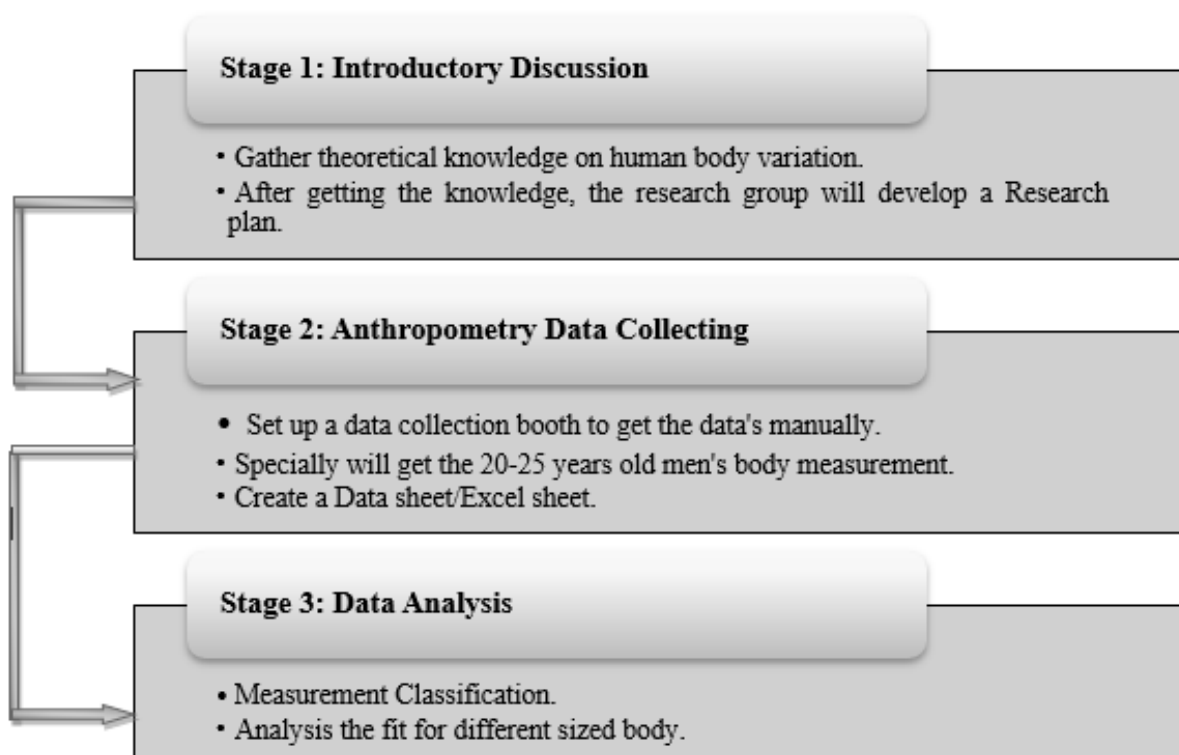 Stage 1: Introductory Discussion
• Gather theoretical knowledge on human body variation.
• After getting the knowledge, the research group will develop a Research
plan.
Stage 2: Anthropometry Data Collecting
• Set up a data collection booth to get the data's manually.
• Specially will get the 20-25 years old men's body measurement.
• Create a Data sheet/Excel sheet.
Stage 3: Data Analysis
• Measurement Classification.
• Analysis the fit for different sized body.